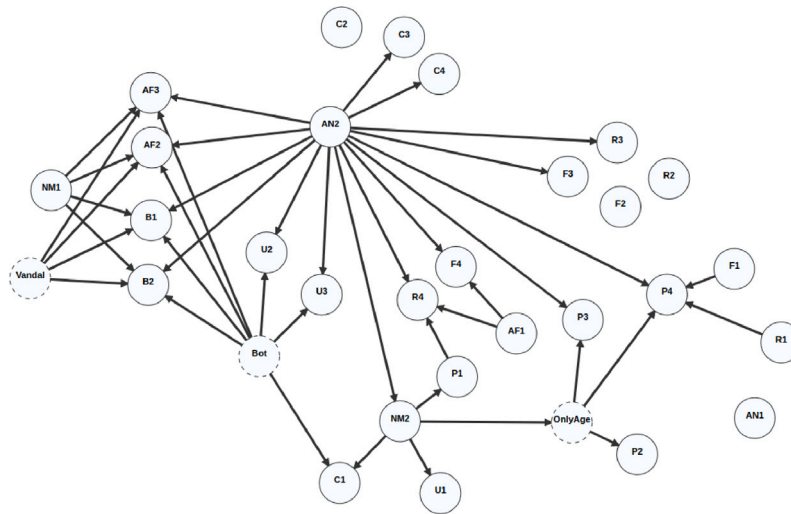 C2
C3
C4
AF3
AN2
AF2
R3
F3
R2
NM1
F2
B1
U2
F4
F1
Vandal
B2
U3
R4
P4
P3
AF1
R1
Bot
P1
AN1
NM2
OnlyAge
P2
C1
U1